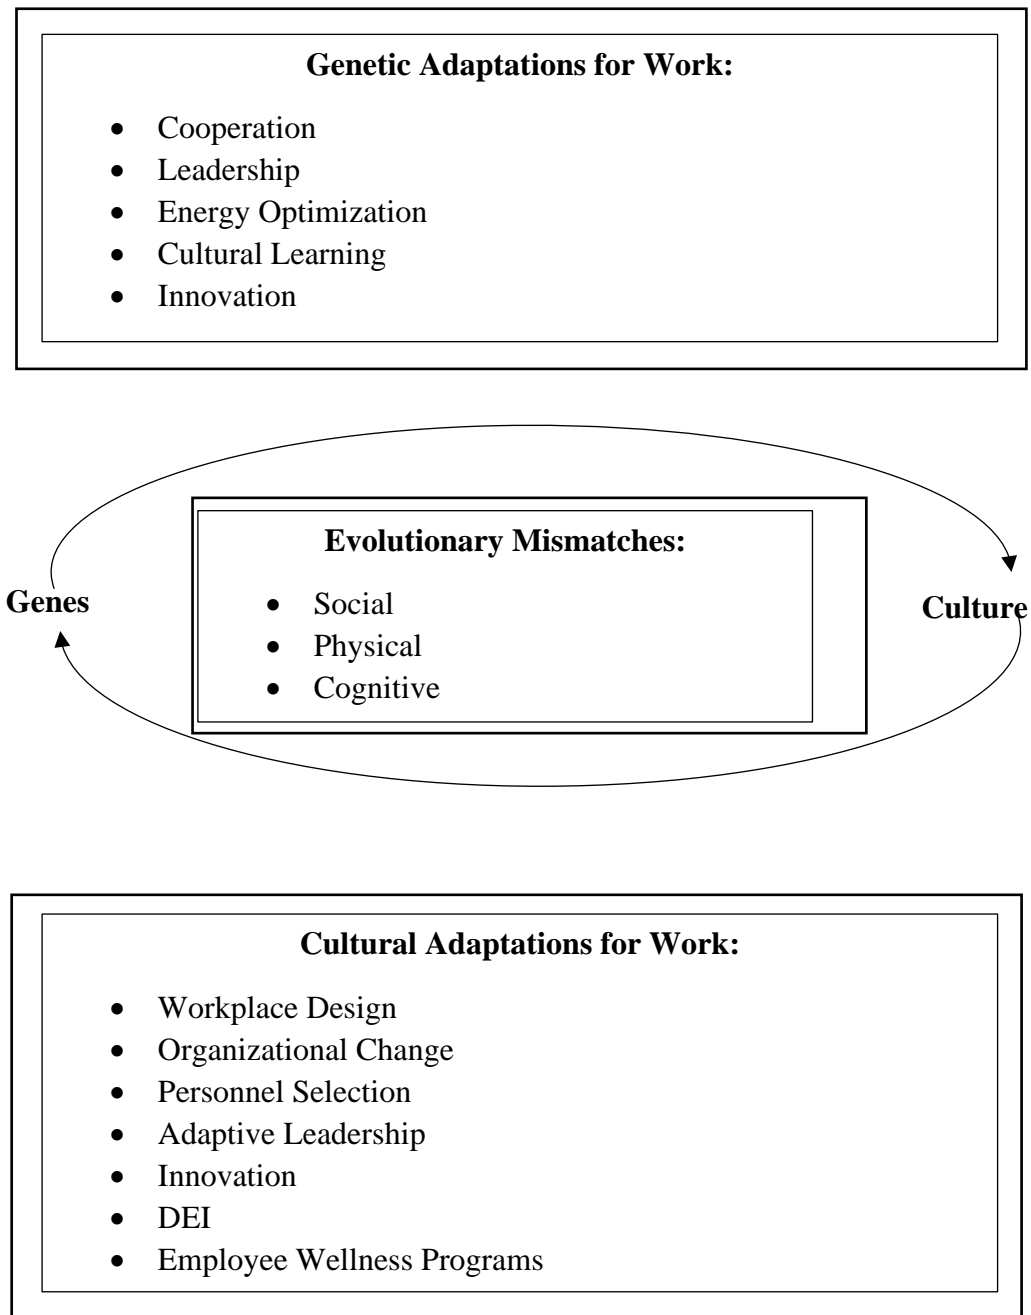 Genetic Adaptations for Work:
• Cooperation
• Leadership
• Energy Optimization
• Cultural Learning
• Innovation
Evolutionary Mismatches:
• Social
• Physical
• Cognitive
Genes
Culture
Cultural Adaptations for Work:
• Workplace Design
• Organizational Change
• Personnel Selection
• Adaptive Leadership
• Innovation
• DEI
• Employee Wellness Programs